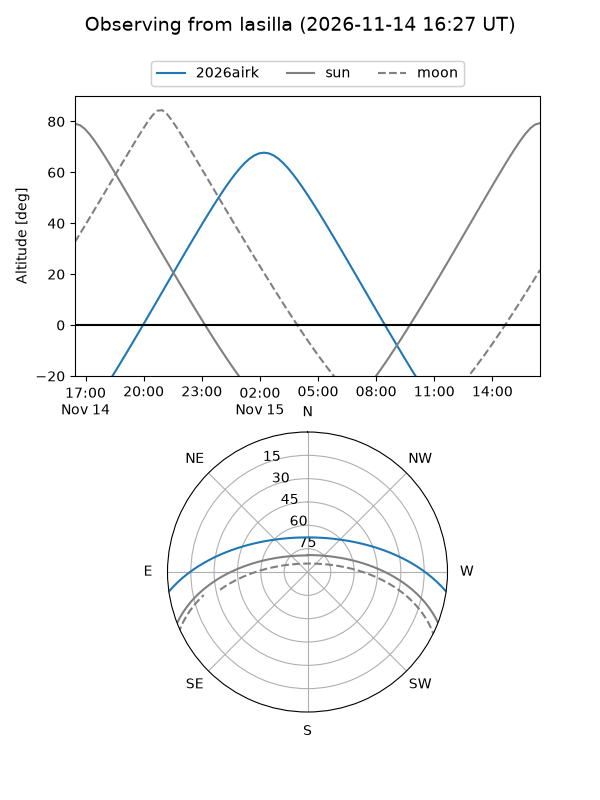 Observing from lasilla (2026-11-14 16:27 UT)
2026airk sun moon
Altitude [deg]
80
60
40
20
0
−20
17:00 20:00 23:00 02:00 05:00 08:00 11:00 14:00
Nov 14 Nov 15
N
NE NW
15
30
45
60
75
E W
SE SW
S